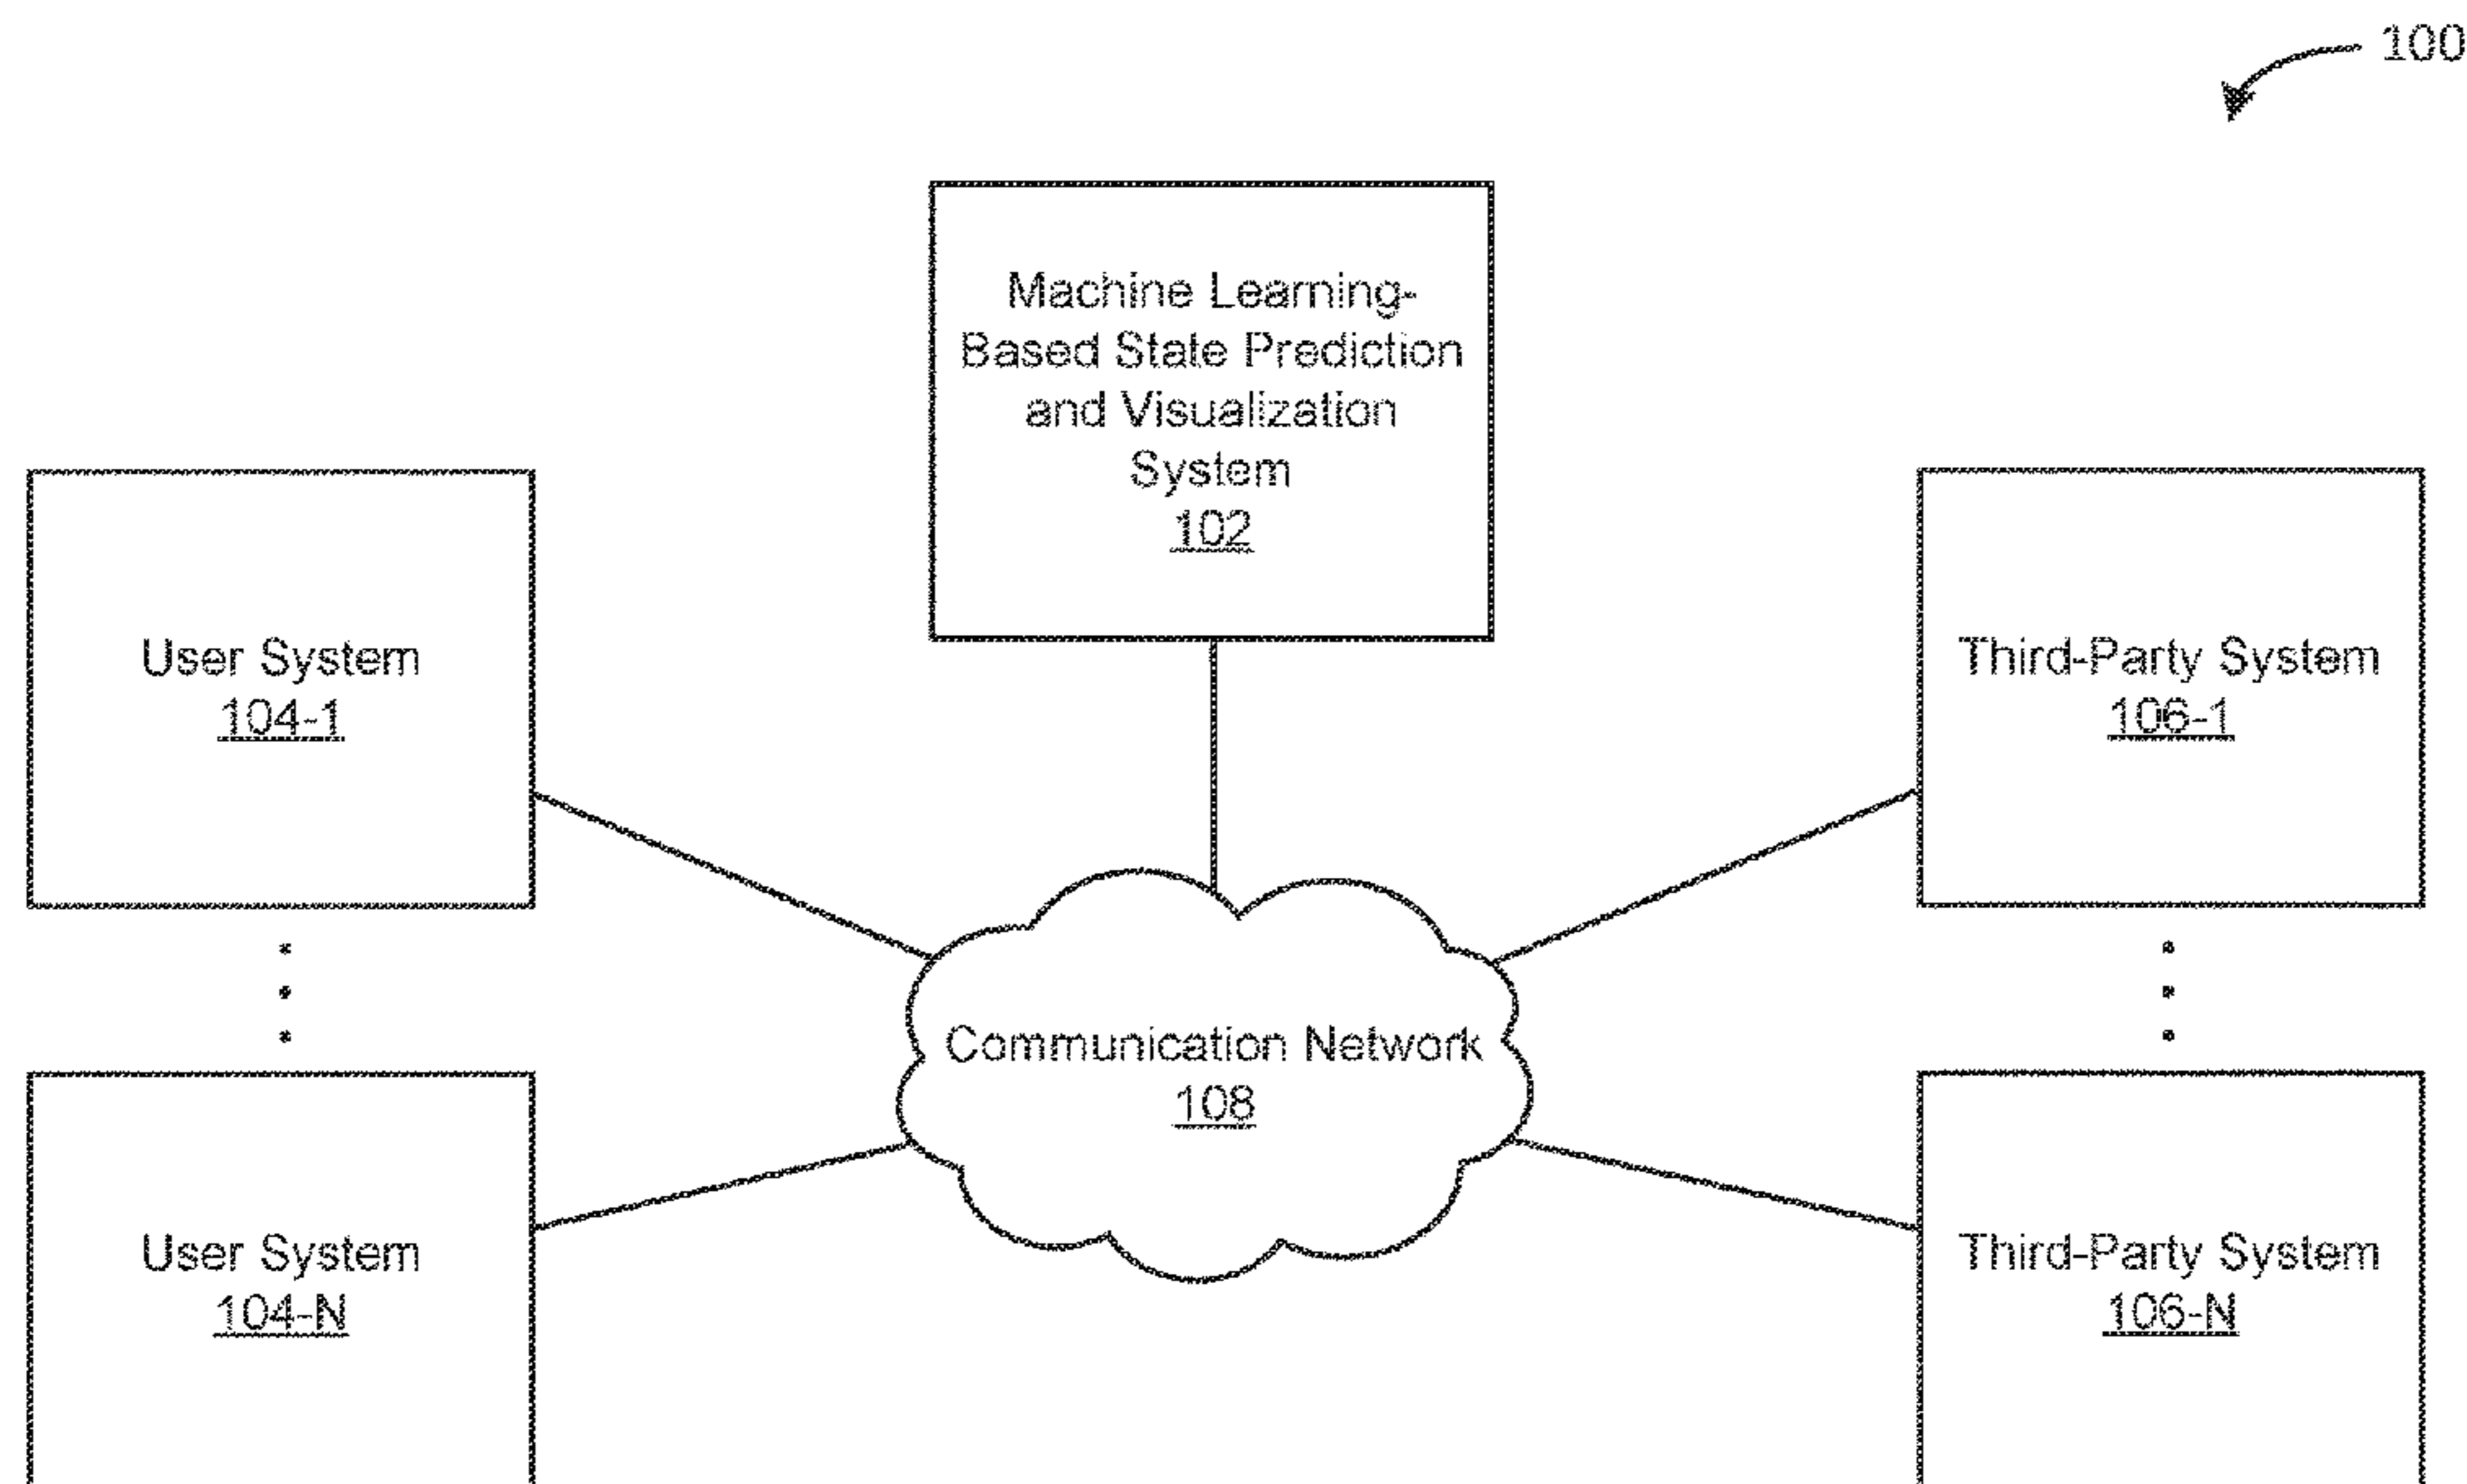 100
Machine Learning-
Based State Prediction
and Visualization
System
102
User System
104-1
Third-Party System
106-1
Communication Network
108
User System
104-N
Third-Party System
106-N